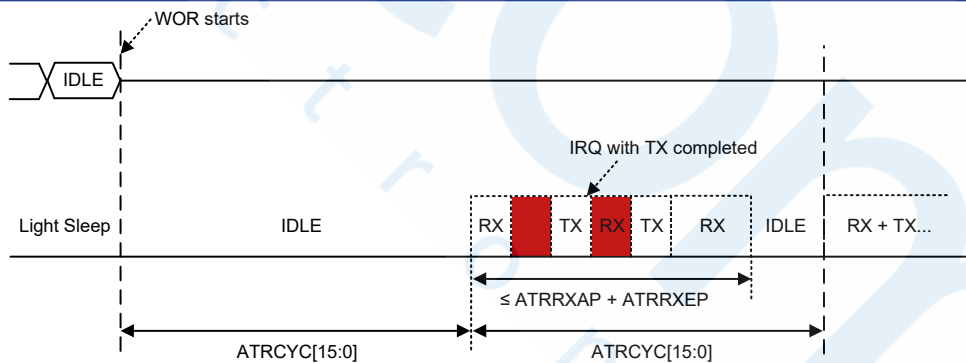 WOR starts
IDLE
IRQ with TX completed
Light Sleep IDLE RX TX RX TX RX IDLE RX + TX...
≤ ATRRXAP + ATRRXEP
ATRCYC[15:0] ATRCYC[15:0]